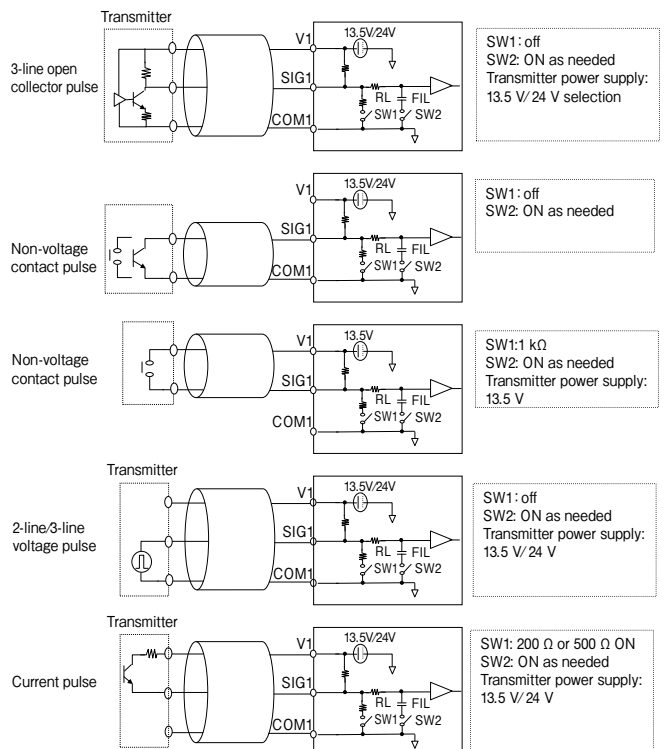 Transmitter
3-line open
collector pulse
V1
SIG1
COM1
13.5V/24V
RL
FIL
SW1
SW2
SW1: off
SW2: ON as needed
Transmitter power supply:
13.5 V/24 V selection
Non-voltage
contact pulse
V1
SIG1
COM1
13.5V/24V
RL
FIL
SW1
SW2
SW1: off
SW2: ON as needed
Non-voltage
contact pulse
V1
SIG1
COM1
13.5V
RL
FIL
SW1
SW2
SW1:1 kΩ
SW2: ON as needed
Transmitter power supply:
13.5 V
Transmitter
2-line/3-line
voltage pulse
V1
SIG1
COM1
13.5V/24V
RL
FIL
SW1
SW2
SW1: off
SW2: ON as needed
Transmitter power supply:
13.5 V/24 V
Transmitter
Current pulse
V1
SIG1
COM1
13.5V/24V
RL
FIL
SW1
SW2
SW1: 200 Ω or 500 Ω ON
SW2: ON as needed
Transmitter power supply:
13.5 V/24 V